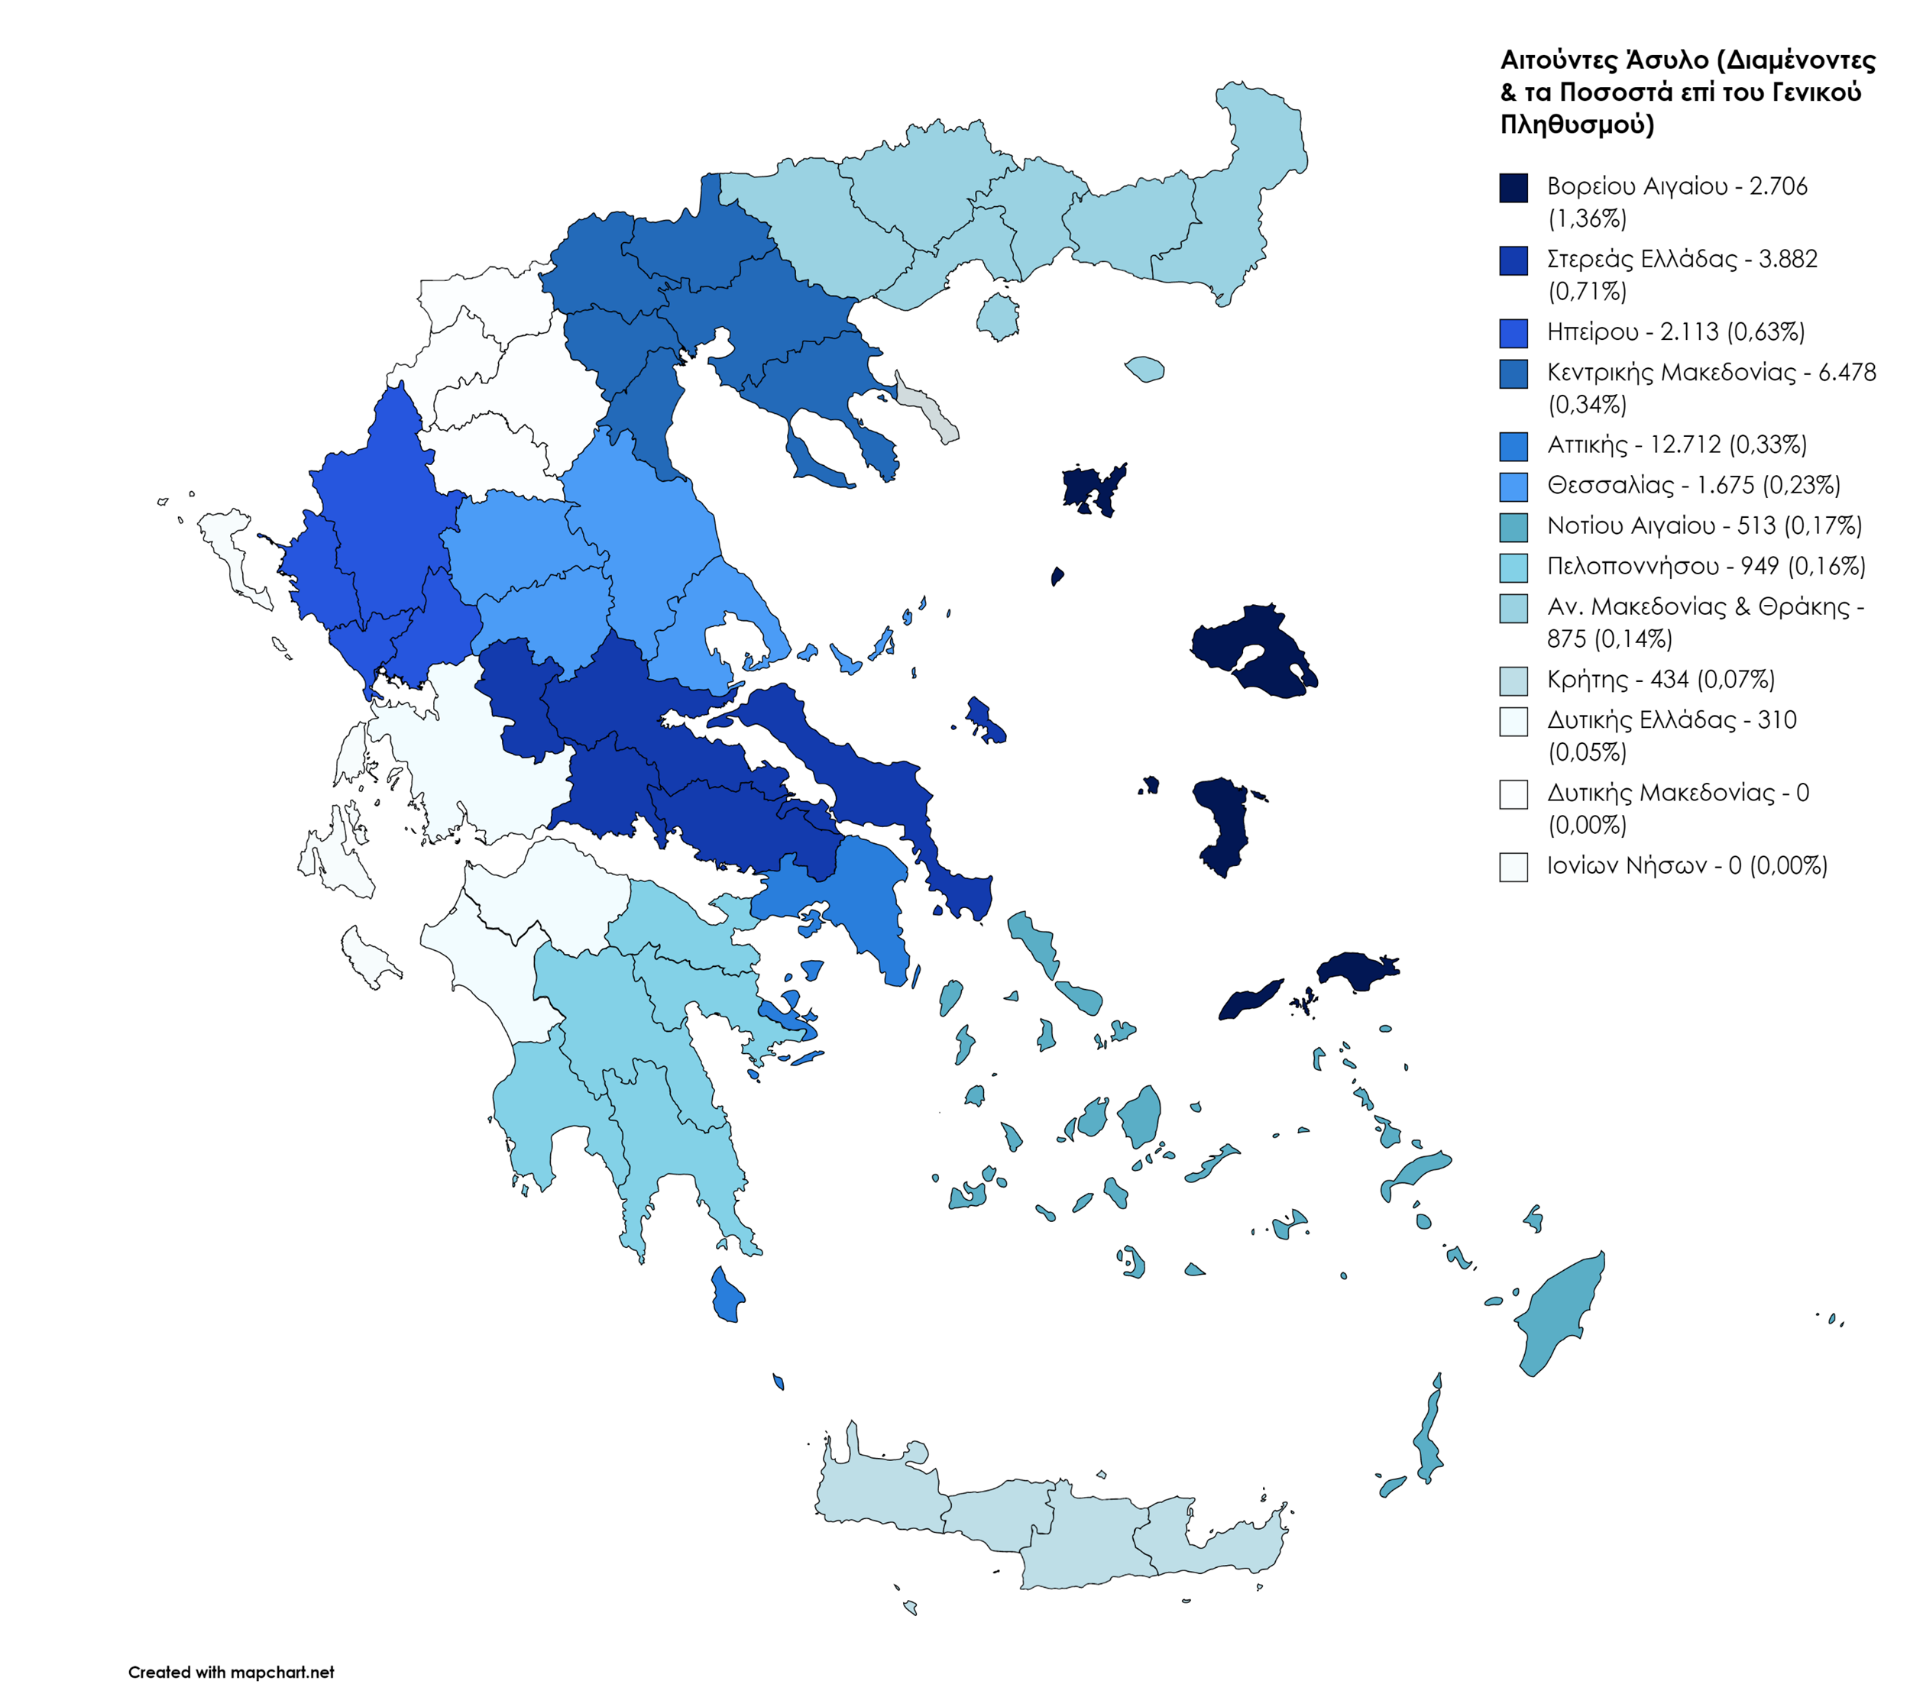 Αιτούντες Άσυλο (Διαμένοντες
& τα Ποσοστά επί του Γενικού
Πληθυσμού)
Βορείου Αιγαίου - 2.706
(1,36%)
Στερεάς Ελλάδας - 3.882
(0,71%)
Ηπείρου - 2.113 (0,63%)
Κεντρικής Μακεδονίας - 6.478
(0,34%)
Αττικής - 12.712 (0,33%)
Θεσσαλίας - 1.675 (0,23%)
Νοτίου Αιγαίου - 513 (0,17%)
Πελοποννήσου - 949 (0,16%)
Αν. Μακεδονίας & Θράκης -
875 (0,14%)
Κρήτης - 434 (0,07%)
Δυτικής Ελλάδας - 310
(0,05%)
Δυτικής Μακεδονίας - 0
(0,00%)
Ιονίων Νήσων - 0 (0,00%)
Created with mapchart.net